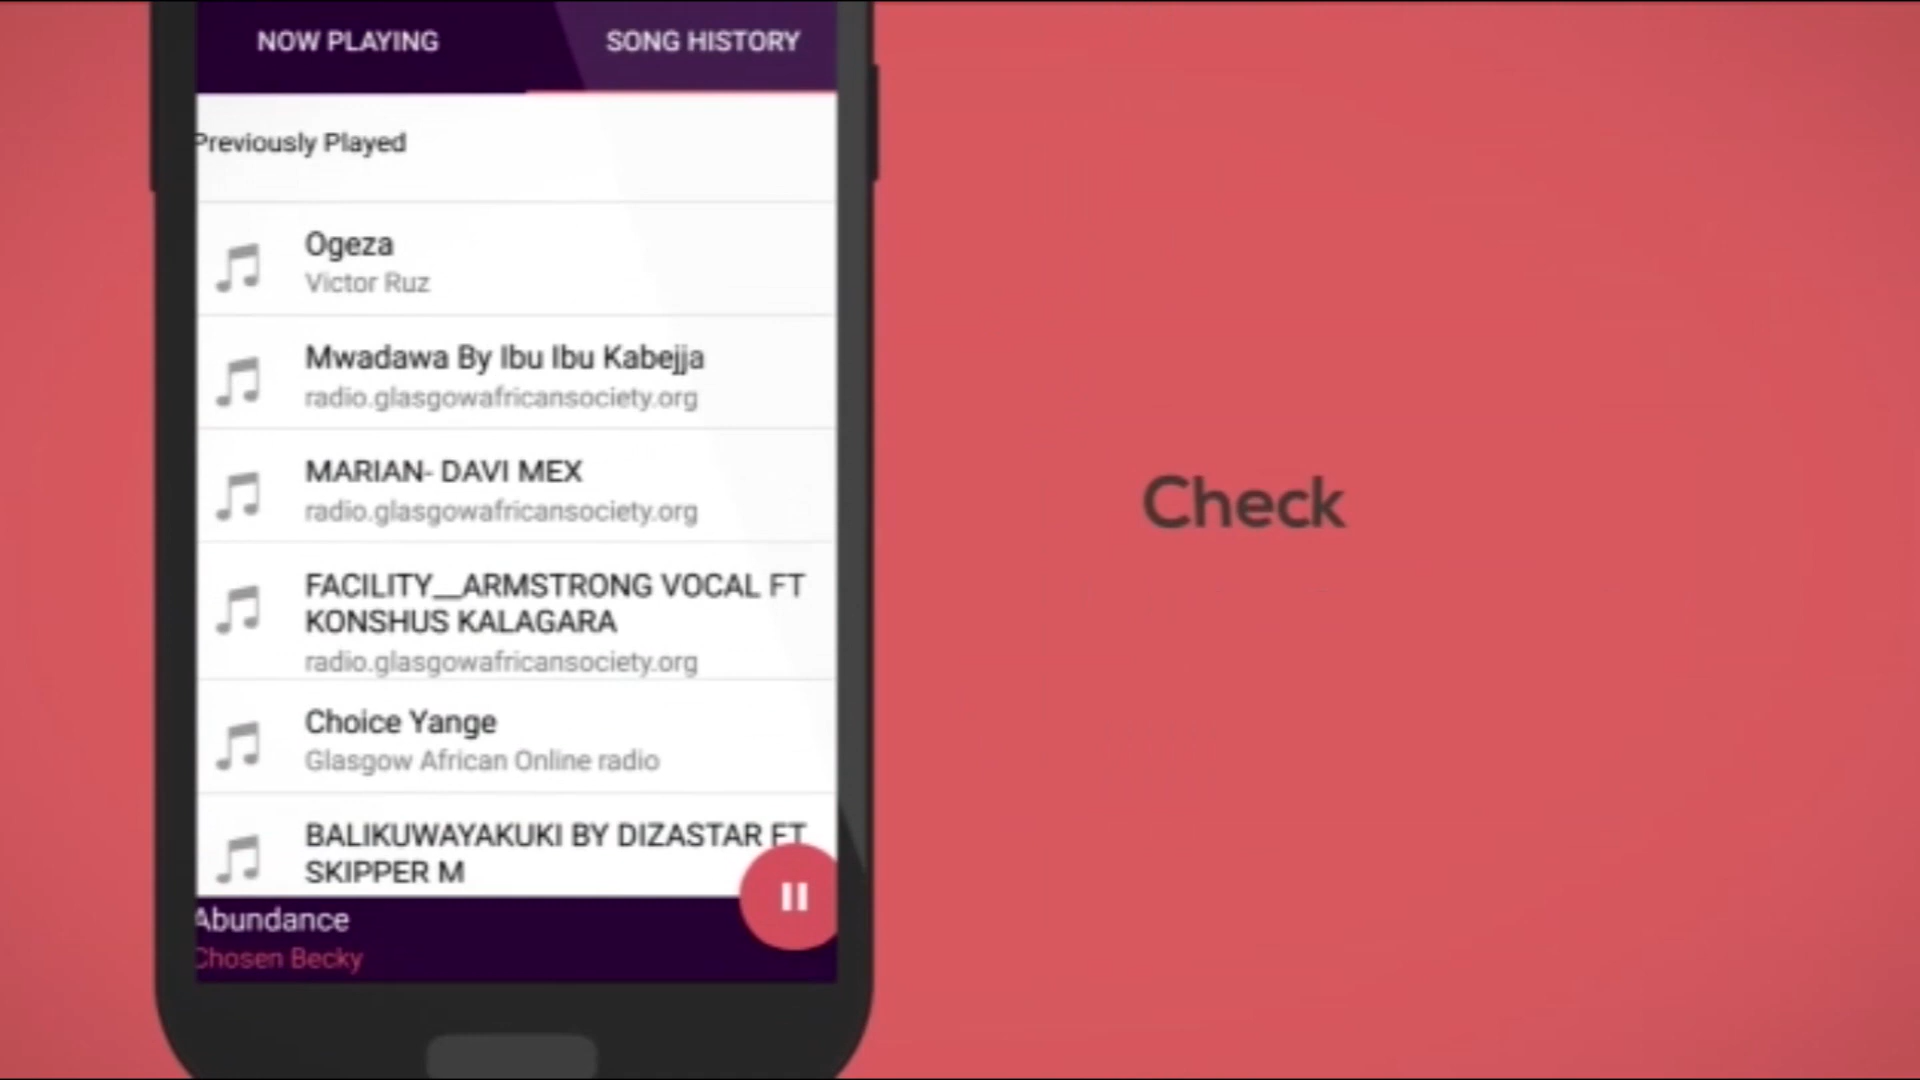 NOW PLAYING
SONG HISTORY
Previously Played
Ogeza
Victor Ruz
Mwadawa By Ibu Ibu Kabejja
radio.glasgowafricansociety.org
MARIAN- DAVI MEX
radio.glasgowafricansociety.org
FACILITY__ARMSTRONG VOCAL FT
KONSHUS KALAGARA
radio.glasgowafricansociety.org
Choice Yange
Glasgow African Online radio
BALIKUWAYAKUKI BY DIZASTAR FT
SKIPPER M
Abundance
Chosen Becky
Check